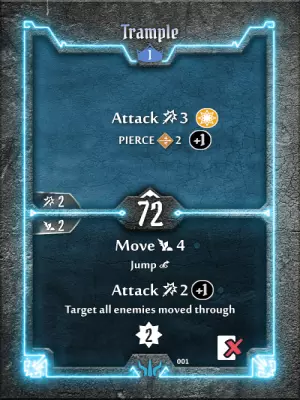 Trample
1
Attack 3
PIERCE 2 +1
2
72
2
Move 4
Jump
Attack 2 +1
Target all enemies moved through
2
001